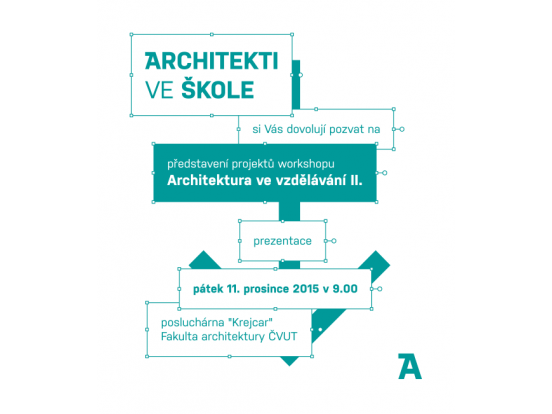 ARCHITEKTI
VE ŠKOLE
si Vás dovolují pozvat na
představení projektů workshopu
Architektura ve vzdělávání II.
prezentace
pátek 11. prosince 2015 v 9.00
posluchárna "Krejcar"
Fakulta architektury ČVUT
A